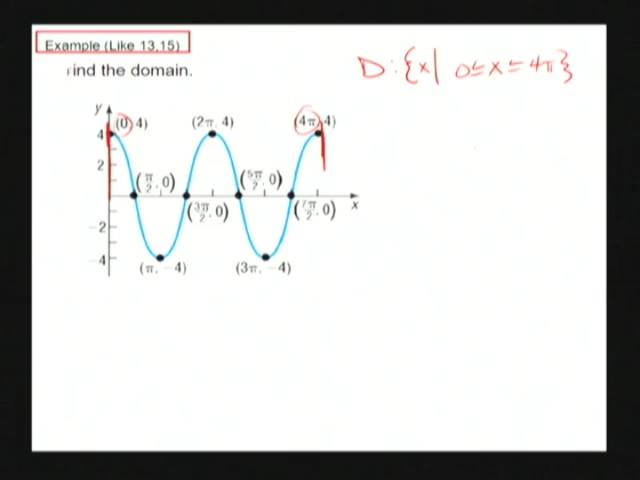 Example (Like 13,15)
Find the domain.
D: {x| 0≤x≤4π}
y
4 (0, 4) (2π, 4) (4π, 4)
2 (π/2, 0) (5π/2, 0)
x
(3π/2, 0) (7π/2, 0)
-2
-4 (π, -4) (3π, -4)